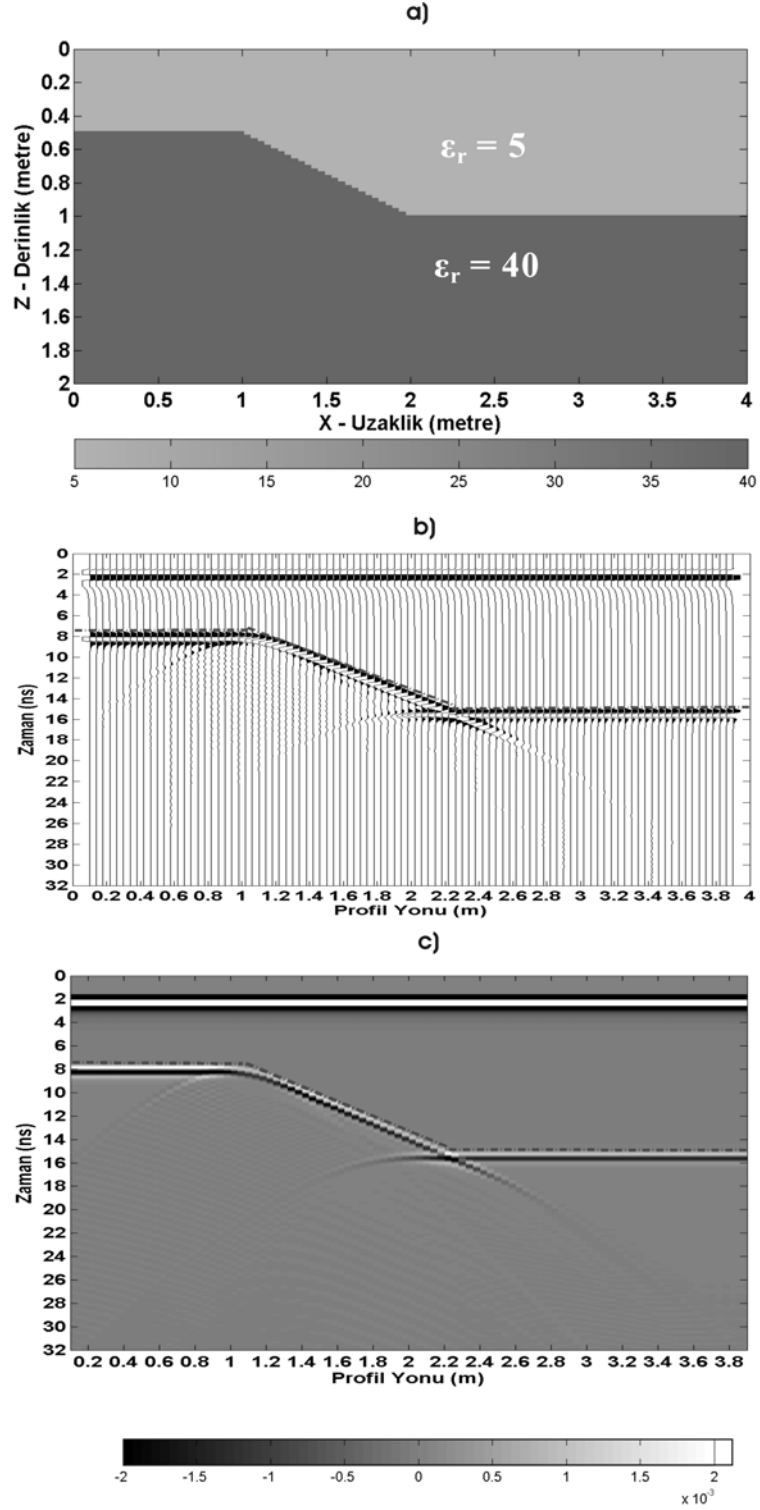 a)
0
0.2
0.4
0.6
0.8
1
1.2
1.4
1.6
1.8
2
Z - Derinlik (metre)
εr = 5
εr = 40
0 0.5 1 1.5 2 2.5 3 3.5 4
X - Uzaklik (metre)
5 10 15 20 25 30 35 40
b)
0
2
4
6
8
10
12
14
16
18
20
22
24
26
28
30
32
Zaman (ns)
0 0.2 0.4 0.6 0.8 1 1.2 1.4 1.6 1.8 2 2.2 2.4 2.6 2.8 3 3.2 3.4 3.6 3.8 4
Profil Yonu (m)
c)
0
2
4
6
8
10
12
14
16
18
20
22
24
26
28
30
32
Zaman (ns)
0.2 0.4 0.6 0.8 1 1.2 1.4 1.6 1.8 2 2.2 2.4 2.6 2.8 3 3.2 3.4 3.6 3.8
Profil Yonu (m)
-2 -1.5 -1 -0.5 0 0.5 1 1.5 2
x 10-3